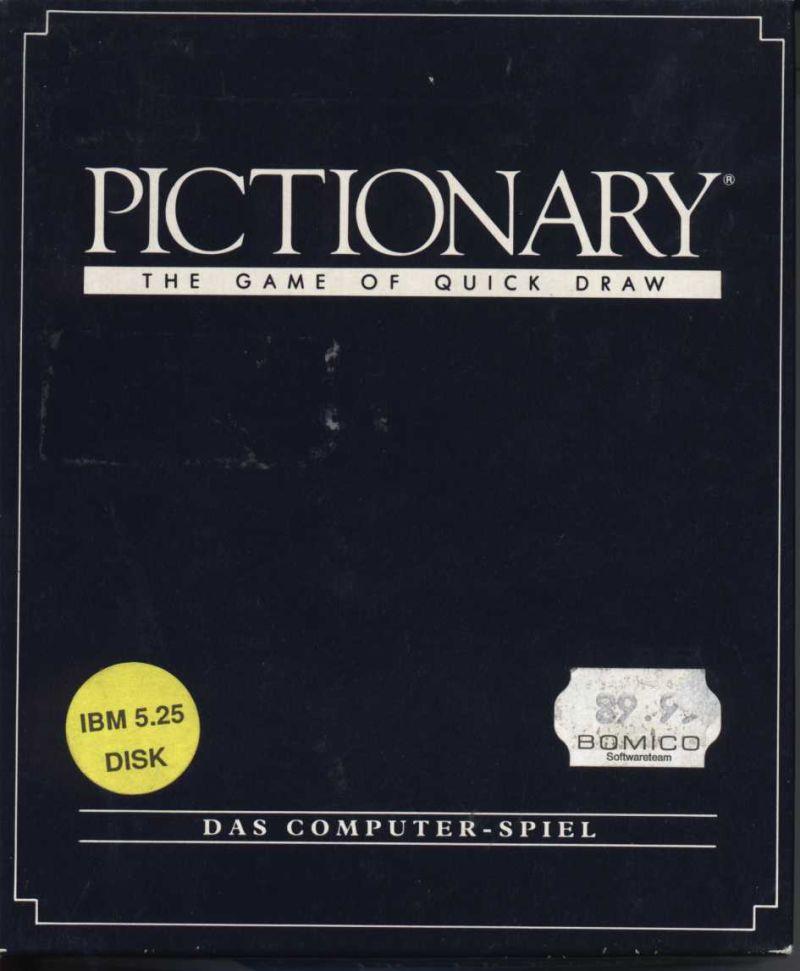 PICTIONARY®
THE GAME OF QUICK DRAW
IBM 5.25
DISK
BOMICO
Softwareteam
DAS COMPUTER-SPIEL